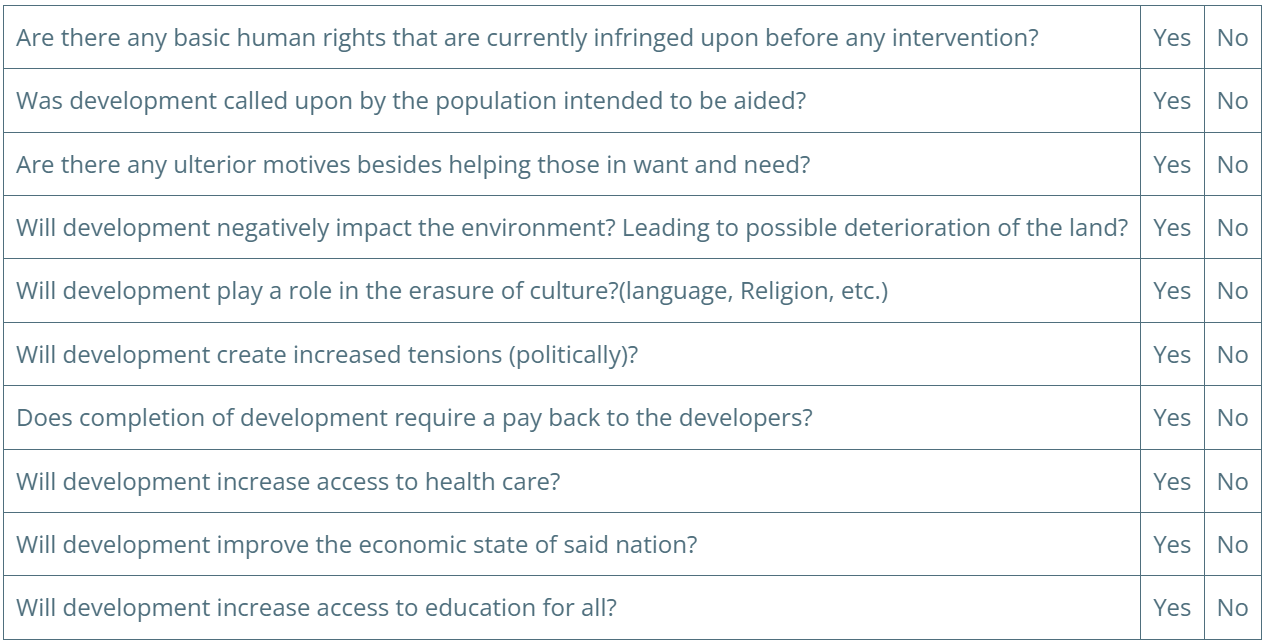 Are there any basic human rights that are currently infringed upon before any intervention? Yes No
Was development called upon by the population intended to be aided? Yes No
Are there any ulterior motives besides helping those in want and need? Yes No
Will development negatively impact the environment? Leading to possible deterioration of the land? Yes No
Will development play a role in the erasure of culture?(language, Religion, etc.) Yes No
Will development create increased tensions (politically)? Yes No
Does completion of development require a pay back to the developers? Yes No
Will development increase access to health care? Yes No
Will development improve the economic state of said nation? Yes No
Will development increase access to education for all? Yes No